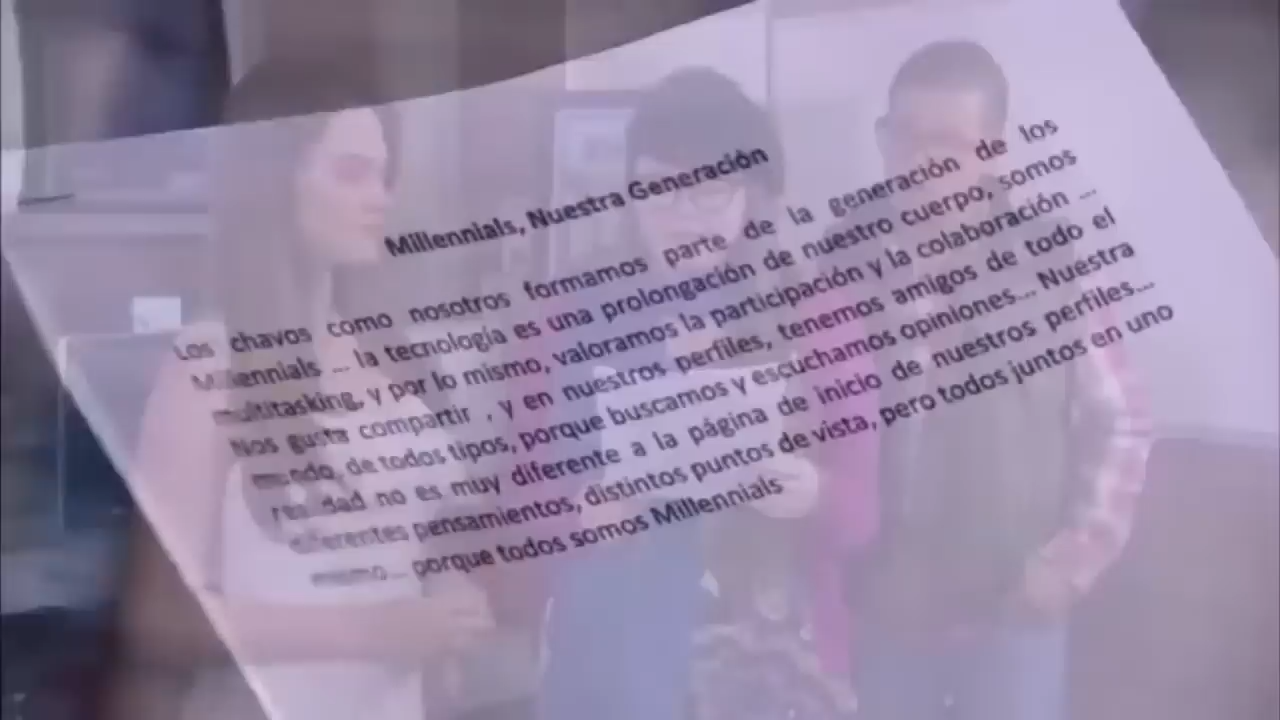 Millennials, Nuestra Generación
Los chavos como nosotros formamos parte de la generación de los
Millennials ... la tecnología es una prolongación de nuestro cuerpo, somos
multitasking, y por lo mismo, valoramos la participación y la colaboración ...
Nos gusta compartir , y en nuestros perfiles, tenemos amigos de todo el
mundo, de todos tipos, porque buscamos y escuchamos opiniones... Nuestra
realidad no es muy diferente a la página de inicio de nuestros perfiles...
diferentes pensamientos, distintos puntos de vista, pero todos juntos en uno
mismo... porque todos somos Millennials